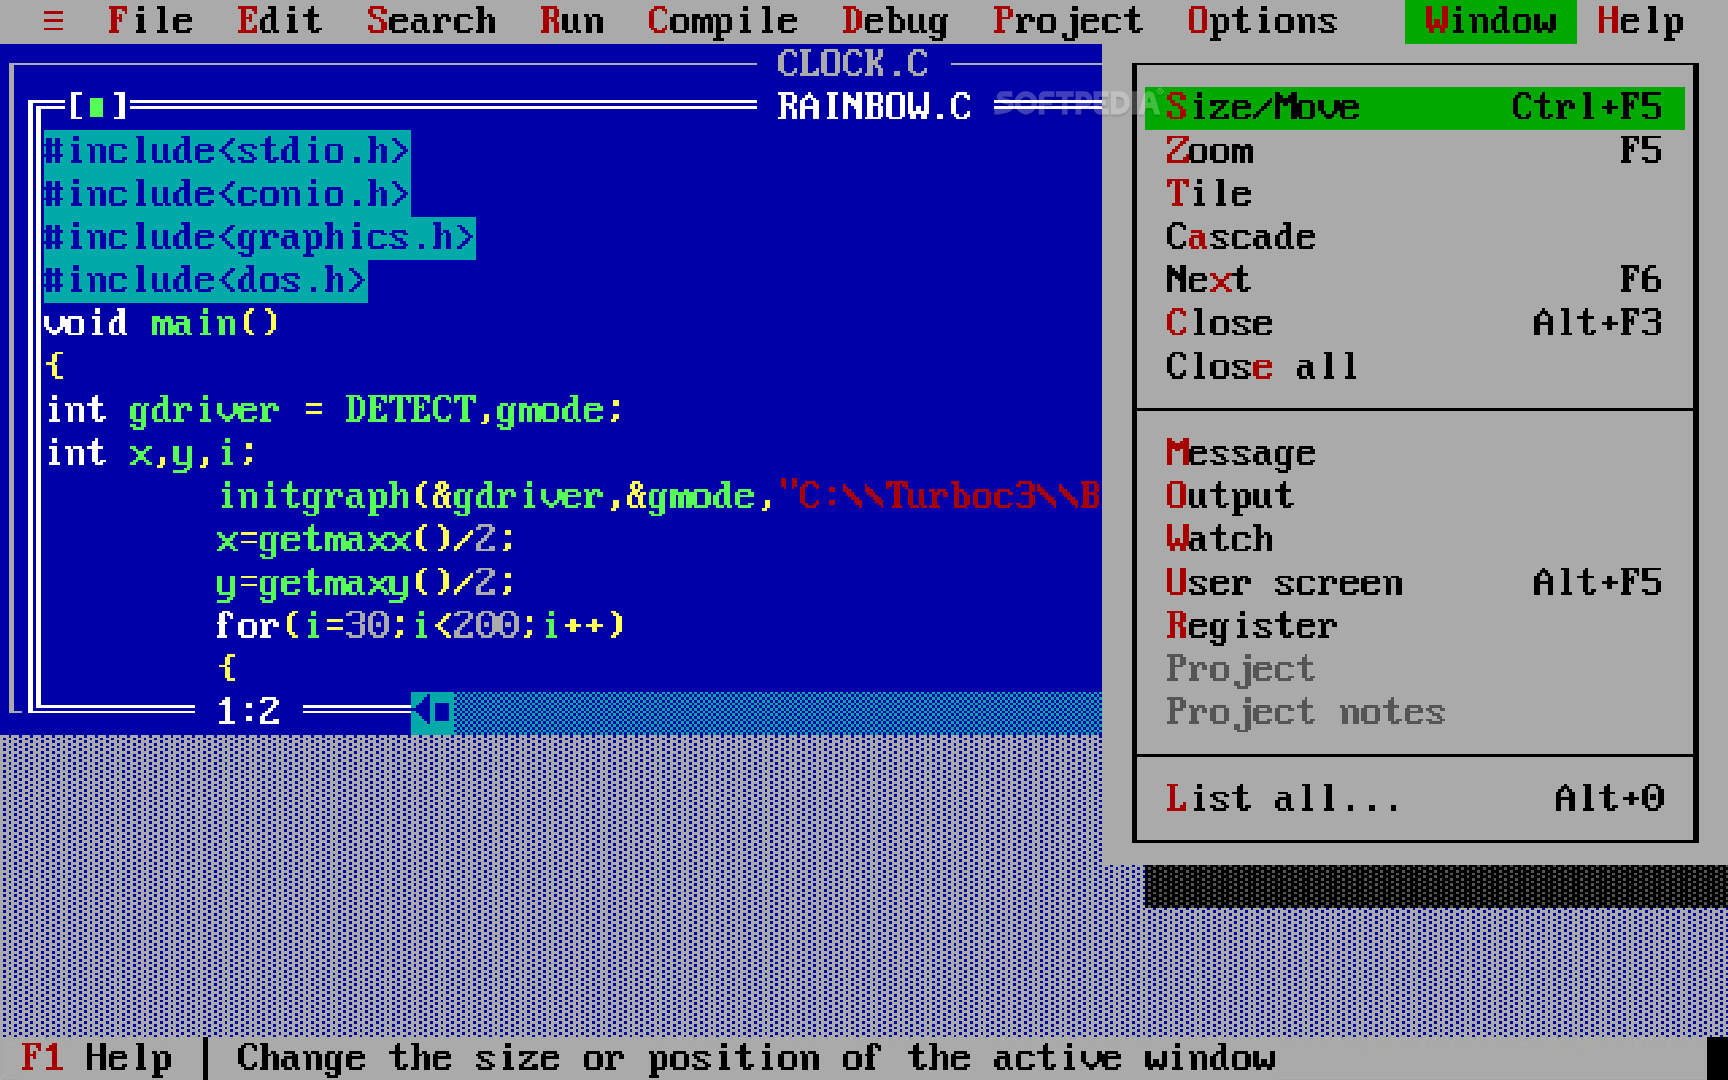 ≡ File Edit Search Run Compile Debug Project Options Window Help
CLOCK.C
[■] RAINBOW.C
SOFTPEDIA
#include<stdio.h>
#include<conio.h>
#include<graphics.h>
#include<dos.h>
void main()
{
int gdriver = DETECT,gmode;
int x,y,i;
initgraph(&gdriver,&gmode,"C:\\Turboc3\\B
x=getmaxx()/2;
y=getmaxy()/2;
for(i=30;i<200;i++)
{
1:2
Size/Move Ctrl+F5
Zoom F5
Tile
Cascade
Next F6
Close Alt+F3
Close all
Message
Output
Watch
User screen Alt+F5
Register
Project
Project notes
List all... Alt+0
F1 Help | Change the size or position of the active window